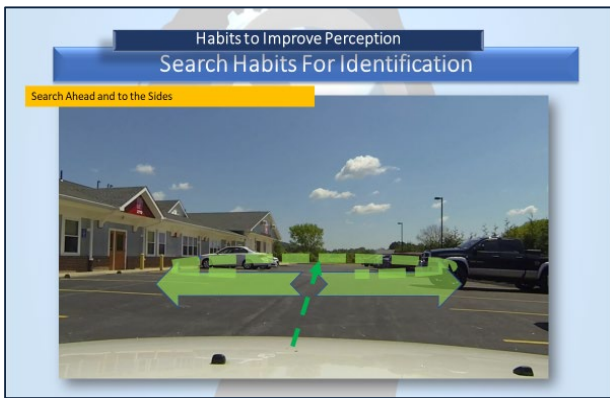 Habits to Improve Perception
Search Habits For Identification
Search Ahead and to the Sides